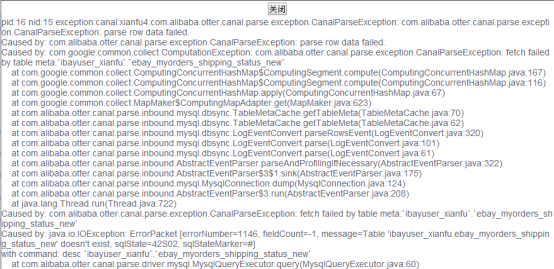 关闭
pid:16 nid:15 exception:canal:xianfu4:com.alibaba.otter.canal.parse.exception.CanalParseException: com.alibaba.otter.canal.parse.excepti
on.CanalParseException: parse row data failed.
Caused by: com.alibaba.otter.canal.parse.exception.CanalParseException: parse row data failed.
Caused by: com.google.common.collect.ComputationException: com.alibaba.otter.canal.parse.exception.CanalParseException: fetch failed
by table meta:`ibayuser_xianfu`.`ebay_myorders_shipping_status_new`
at com.google.common.collect.ComputingConcurrentHashMap$ComputingSegment.compute(ComputingConcurrentHashMap.java:167)
at com.google.common.collect.ComputingConcurrentHashMap$ComputingSegment.compute(ComputingConcurrentHashMap.java:116)
at com.google.common.collect.ComputingConcurrentHashMap.apply(ComputingConcurrentHashMap.java:67)
at com.google.common.collect.MapMaker$ComputingMapAdapter.get(MapMaker.java:623)
at com.alibaba.otter.canal.parse.inbound.mysql.dbsync.TableMetaCache.getTableMeta(TableMetaCache.java:70)
at com.alibaba.otter.canal.parse.inbound.mysql.dbsync.TableMetaCache.getTableMeta(TableMetaCache.java:62)
at com.alibaba.otter.canal.parse.inbound.mysql.dbsync.LogEventConvert.parseRowsEvent(LogEventConvert.java:320)
at com.alibaba.otter.canal.parse.inbound.mysql.dbsync.LogEventConvert.parse(LogEventConvert.java:101)
at com.alibaba.otter.canal.parse.inbound.mysql.dbsync.LogEventConvert.parse(LogEventConvert.java:61)
at com.alibaba.otter.canal.parse.inbound.AbstractEventParser.parseAndProfilingIfNecessary(AbstractEventParser.java:322)
at com.alibaba.otter.canal.parse.inbound.AbstractEventParser$3$1.sink(AbstractEventParser.java:175)
at com.alibaba.otter.canal.parse.inbound.mysql.MysqlConnection.dump(MysqlConnection.java:124)
at com.alibaba.otter.canal.parse.inbound.AbstractEventParser$3.run(AbstractEventParser.java:208)
at java.lang.Thread.run(Thread.java:722)
Caused by: com.alibaba.otter.canal.parse.exception.CanalParseException: fetch failed by table meta:`ibayuser_xianfu`.`ebay_myorders_sh
ipping_status_new`
Caused by: java.io.IOException: ErrorPacket [errorNumber=1146, fieldCount=-1, message=Table 'ibayuser_xianfu.ebay_myorders_shippin
g_status_new' doesn't exist, sqlState=42S02, sqlStateMarker=#]
with command: desc `ibayuser_xianfu`.`ebay_myorders_shipping_status_new`
at com.alibaba.otter.canal.parse.driver.mysql.MysqlQueryExecutor.query(MysqlQueryExecutor.java:60)